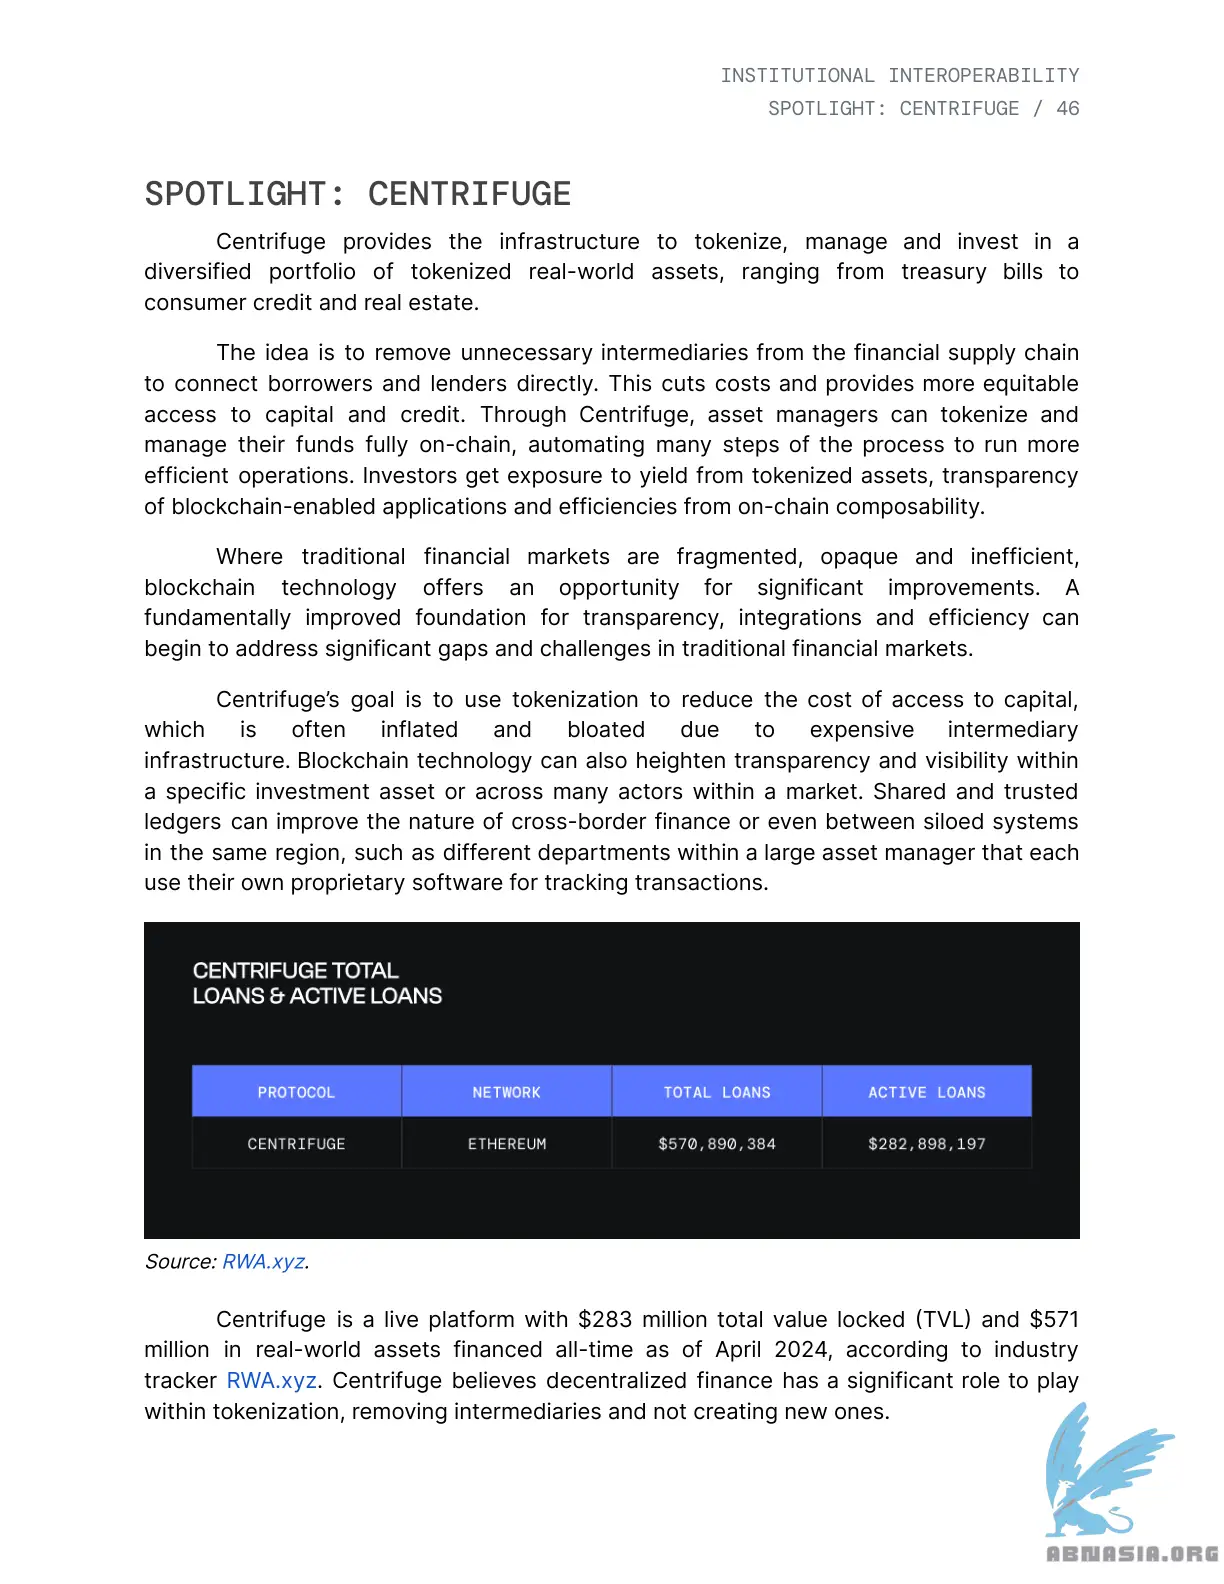 INSTITUTIONAL INTEROPERABILITY
SPOTLIGHT: CENTRIFUGE / 46
SPOTLIGHT: CENTRIFUGE
Centrifuge provides the infrastructure to tokenize, manage and invest in a
diversified portfolio of tokenized real-world assets, ranging from treasury bills to
consumer credit and real estate.
The idea is to remove unnecessary intermediaries from the financial supply chain
to connect borrowers and lenders directly. This cuts costs and provides more equitable
access to capital and credit. Through Centrifuge, asset managers can tokenize and
manage their funds fully on-chain, automating many steps of the process to run more
efficient operations. Investors get exposure to yield from tokenized assets, transparency
of blockchain-enabled applications and efficiencies from on-chain composability.
Where traditional financial markets are fragmented, opaque and inefficient,
blockchain technology offers an opportunity for significant improvements. A
fundamentally improved foundation for transparency, integrations and efficiency can
begin to address significant gaps and challenges in traditional financial markets.
Centrifuge’s goal is to use tokenization to reduce the cost of access to capital,
which is often inflated and bloated due to expensive intermediary
infrastructure. Blockchain technology can also heighten transparency and visibility within
a specific investment asset or across many actors within a market. Shared and trusted
ledgers can improve the nature of cross-border finance or even between siloed systems
in the same region, such as different departments within a large asset manager that each
use their own proprietary software for tracking transactions.
CENTRIFUGE TOTAL
LOANS & ACTIVE LOANS
PROTOCOL NETWORK TOTAL LOANS ACTIVE LOANS
CENTRIFUGE ETHEREUM $570,890,384 $282,898,197
Source: RWA.xyz.
Centrifuge is a live platform with $283 million total value locked (TVL) and $571
million in real-world assets financed all-time as of April 2024, according to industry
tracker RWA.xyz. Centrifuge believes decentralized finance has a significant role to play
within tokenization, removing intermediaries and not creating new ones.
ABNASIA.ORG